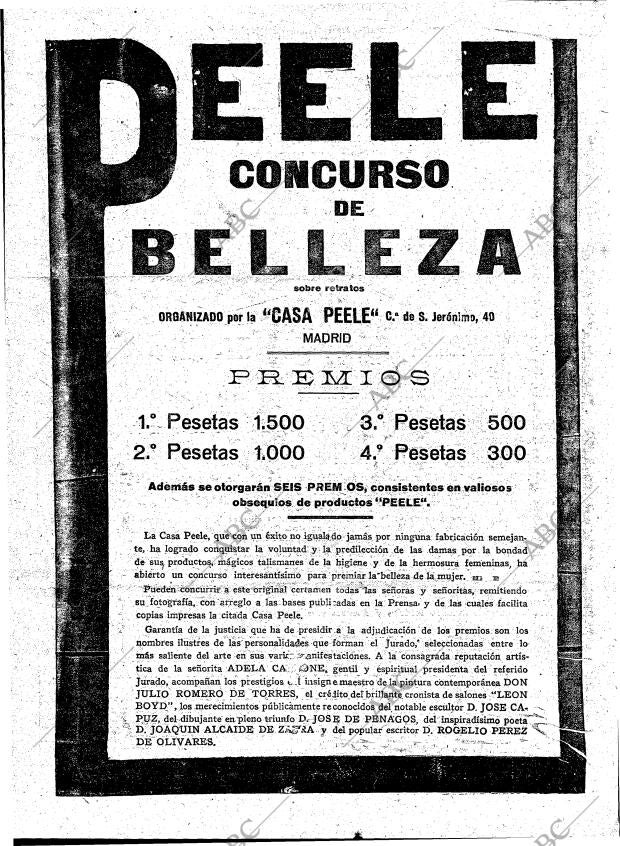 PEELE
CONCURSO
DE
BELLEZA
sobre retratos
ORGANIZADO por la "CASA PEELE" C.ª de S. Jerónimo, 40
MADRID
PREMIOS
1.º Pesetas 1.500 3.º Pesetas 500
2.º Pesetas 1.000 4.º Pesetas 300
Además se otorgarán SEIS PREM OS, consistentes en valiosos
obsequios de productos "PEELE".
La Casa Peele, que con un éxito no igualado jamás por ninguna fabricación semejan-
te, ha logrado conquistar la voluntad y la predilección de las damas por la bondad
de sus productos, mágicos talismanes de la higiene y de la hermosura femeninas, ha
abierto un concurso interesantísimo para premiar la belleza de la mujer.
Pueden concurrir a este original certamen todas las señoras y señoritas, remitiendo
su fotografía, con arreglo a las bases publicadas en la Prensa y de las cuales facilita
copias impresas la citada Casa Peele.
Garantía de la justicia que ha de presidir a la adjudicación de los premios son los
nombres ilustres de las personalidades que forman el Jurado, seleccionadas entre lo
más saliente del arte en sus varias manifestaciones. A la consagrada reputación artís-
tica de la señorita ADELA CARBONE, gentil y espiritual presidenta del referido
Jurado, acompañan los prestigios del insigne maestro de la pintura contemporánea DON
JULIO ROMERO DE TORRES, el crédito del brillante cronista de salones "LEON
BOYD", los merecimientos públicamente reconocidos del notable escultor D. JOSE CA-
PUZ, del dibujante en pleno triunfo D. JOSE DE PENAGOS, del inspiradísimo poeta
D. JOAQUIN ALCAIDE DE ZAFRA y del popular escritor D. ROGELIO PEREZ
DE OLIVARES.